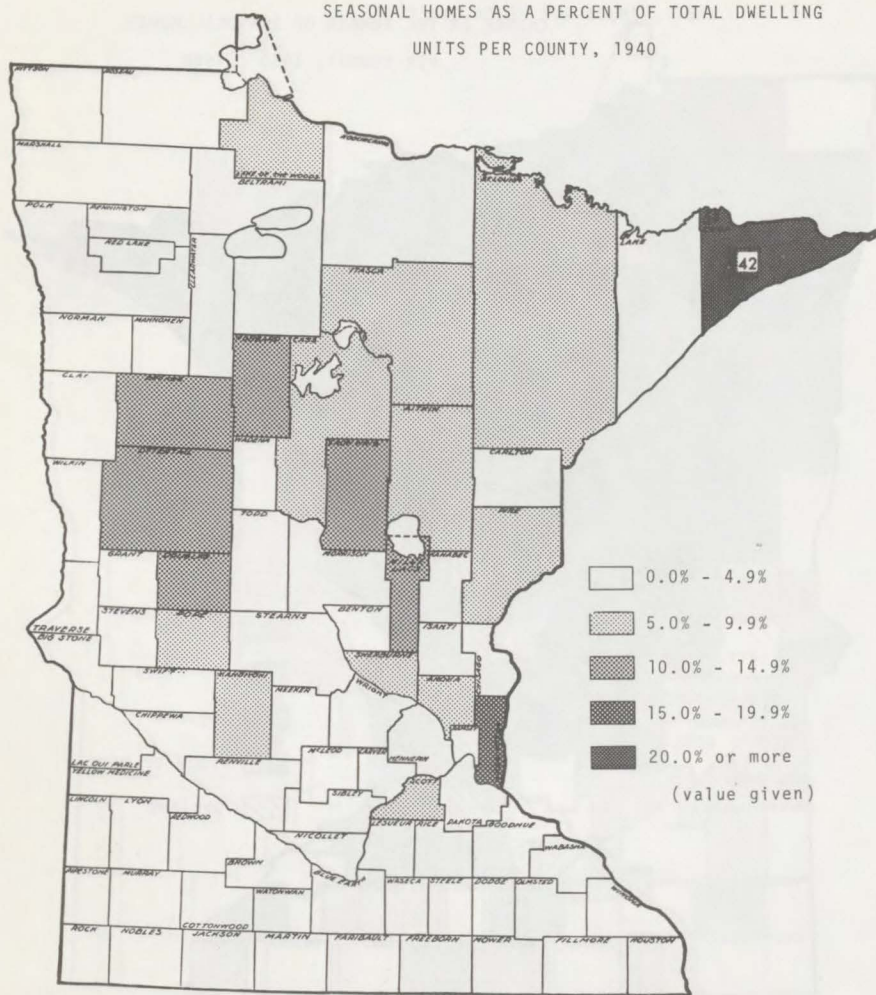 SEASONAL HOMES AS A PERCENT OF TOTAL DWELLING
UNITS PER COUNTY, 1940
KITTSON
ROSEAU
MARSHALL
LAKE OF THE WOODS
BELTRAMI
KOOCHICHING
ST. LOUIS
LAKE
42
POLK
PENNINGTON
RED LAKE
CLEARWATER
ITASCA
NORMAN
MAHNOMEN
HUBBARD
CASS
CLAY
BECKER
AITKIN
WADENA
CROW WING
CARLTON
WILKIN
OTTERTAIL
TODD
PINE
GRANT
DOUGLAS
MORRISON
MILLE LACS
KANABEC
0.0% - 4.9%
STEVENS
POPE
STEARNS
BENTON
ISANTI
5.0% - 9.9%
TRAVERSE
BIG STONE
SHERBURNE
CHISAGO
10.0% - 14.9%
SWIFT
KANDIYOHI
MEEKER
WRIGHT
ANOKA
15.0% - 19.9%
CHIPPEWA
RAMSEY
HENNEPIN
20.0% or more
(value given)
LAC QUI PARLE
YELLOW MEDICINE
RENVILLE
McLEOD
CARVER
SCOTT
SIBLEY
LINCOLN
LYON
REDWOOD
NICOLLET
LESUEUR
RICE
DAKOTA
GOODHUE
WABASHA
PIPESTONE
MURRAY
BROWN
WATONWAN
BLUE EARTH
WASECA
STEELE
DODGE
OLMSTED
WINONA
COTTONWOOD
ROCK
NOBLES
JACKSON
MARTIN
FARIBAULT
FREEBORN
MOWER
FILLMORE
HOUSTON